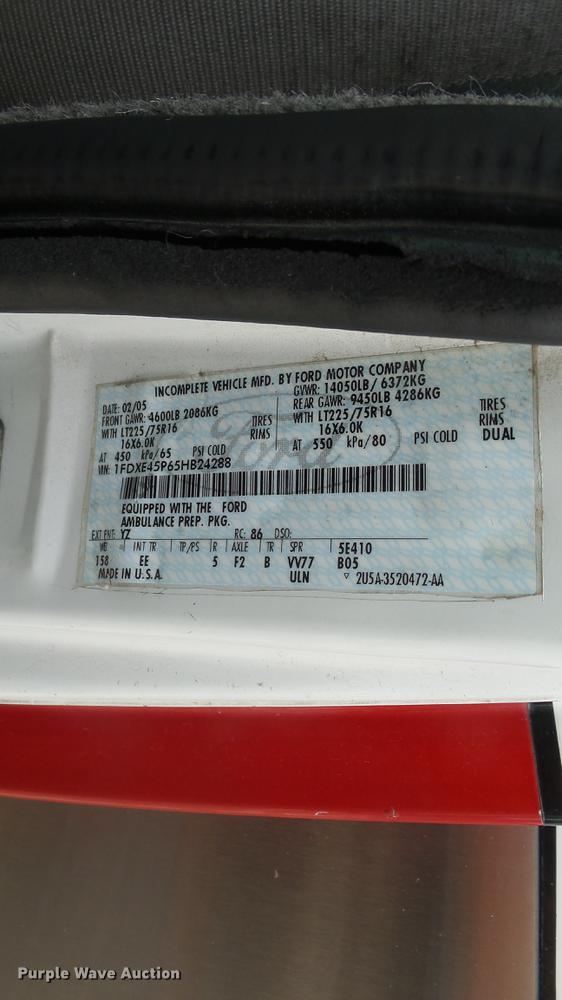 INCOMPLETE VEHICLE MFD. BY FORD MOTOR COMPANY
DATE: 02/05 GVWR: 14050LB/ 6372KG
FRONT GAWR: 4600LB 2086KG REAR GAWR: 9450LB 4286KG
WITH LT225/75R16 TIRES WITH LT225/75R16 TIRES
16X6.0K RIMS 16X6.0K RIMS
AT 450 kPa/65 PSI COLD AT 550 kPa/80 PSI COLD DUAL
VIN: 1FDXE45P65HB24288
Ford
EQUIPPED WITH THE FORD
AMBULANCE PREP. PKG.
EXT PNT: YZ RC: 86 DSO:
WB INT TR TP/PS R AXLE TR SPR 5E410
158 EE 5 F2 B VV77 B05
MADE IN U.S.A. ULN ▽ 2U5A-3520472-AA
Purple Wave Auction